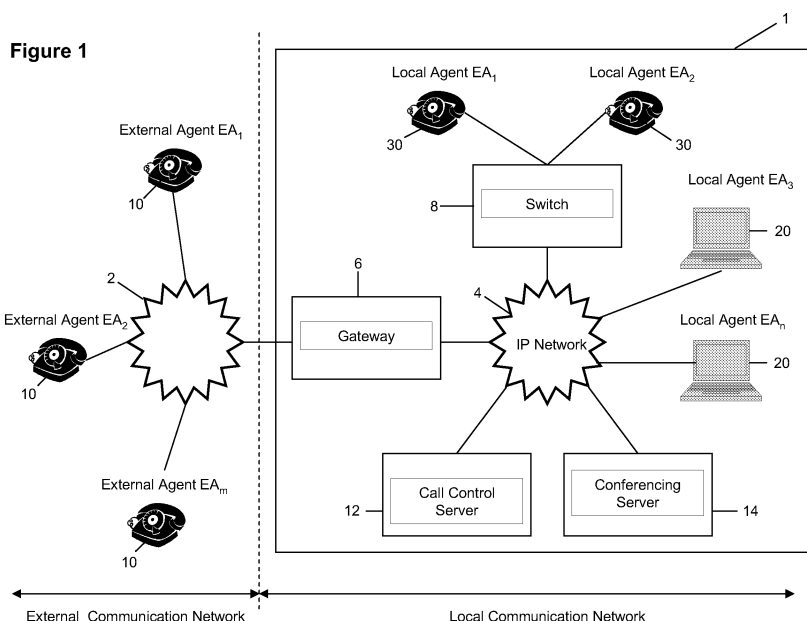 Figure 1
1
Local Agent EA1
Local Agent EA2
30
30
External Agent EA1
10
8
Switch
Local Agent EA3
20
2
6
4
External Agent EA2
10
Gateway
IP Network
Local Agent EAn
20
External Agent EAm
10
12
Call Control
Server
Conferencing
Server
14
External Communication Network
Local Communication Network